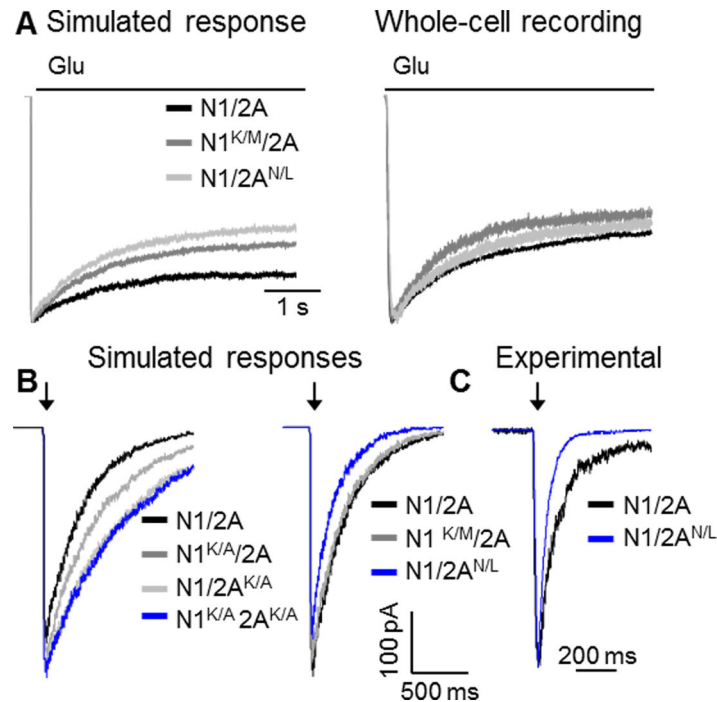 A Simulated response Whole-cell recording
Glu Glu
N1/2A
N1K/M/2A
N1/2AN/L
1 s
B Simulated responses C Experimental
N1/2A
N1K/A/2A
N1/2AK/A
N1K/A 2AK/A
N1/2A
N1 K/M/2A
N1/2AN/L
100 pA
500 ms
N1/2A
N1/2AN/L
200 ms